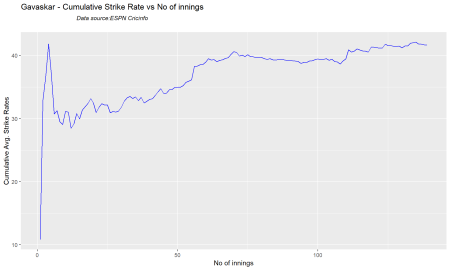 Gavaskar - Cumulative Strike Rate vs No of innings
Data source:ESPN Cricinfo
Cumulative Avg. Strike Rates
40
30
20
10
0
50
100
No of innings